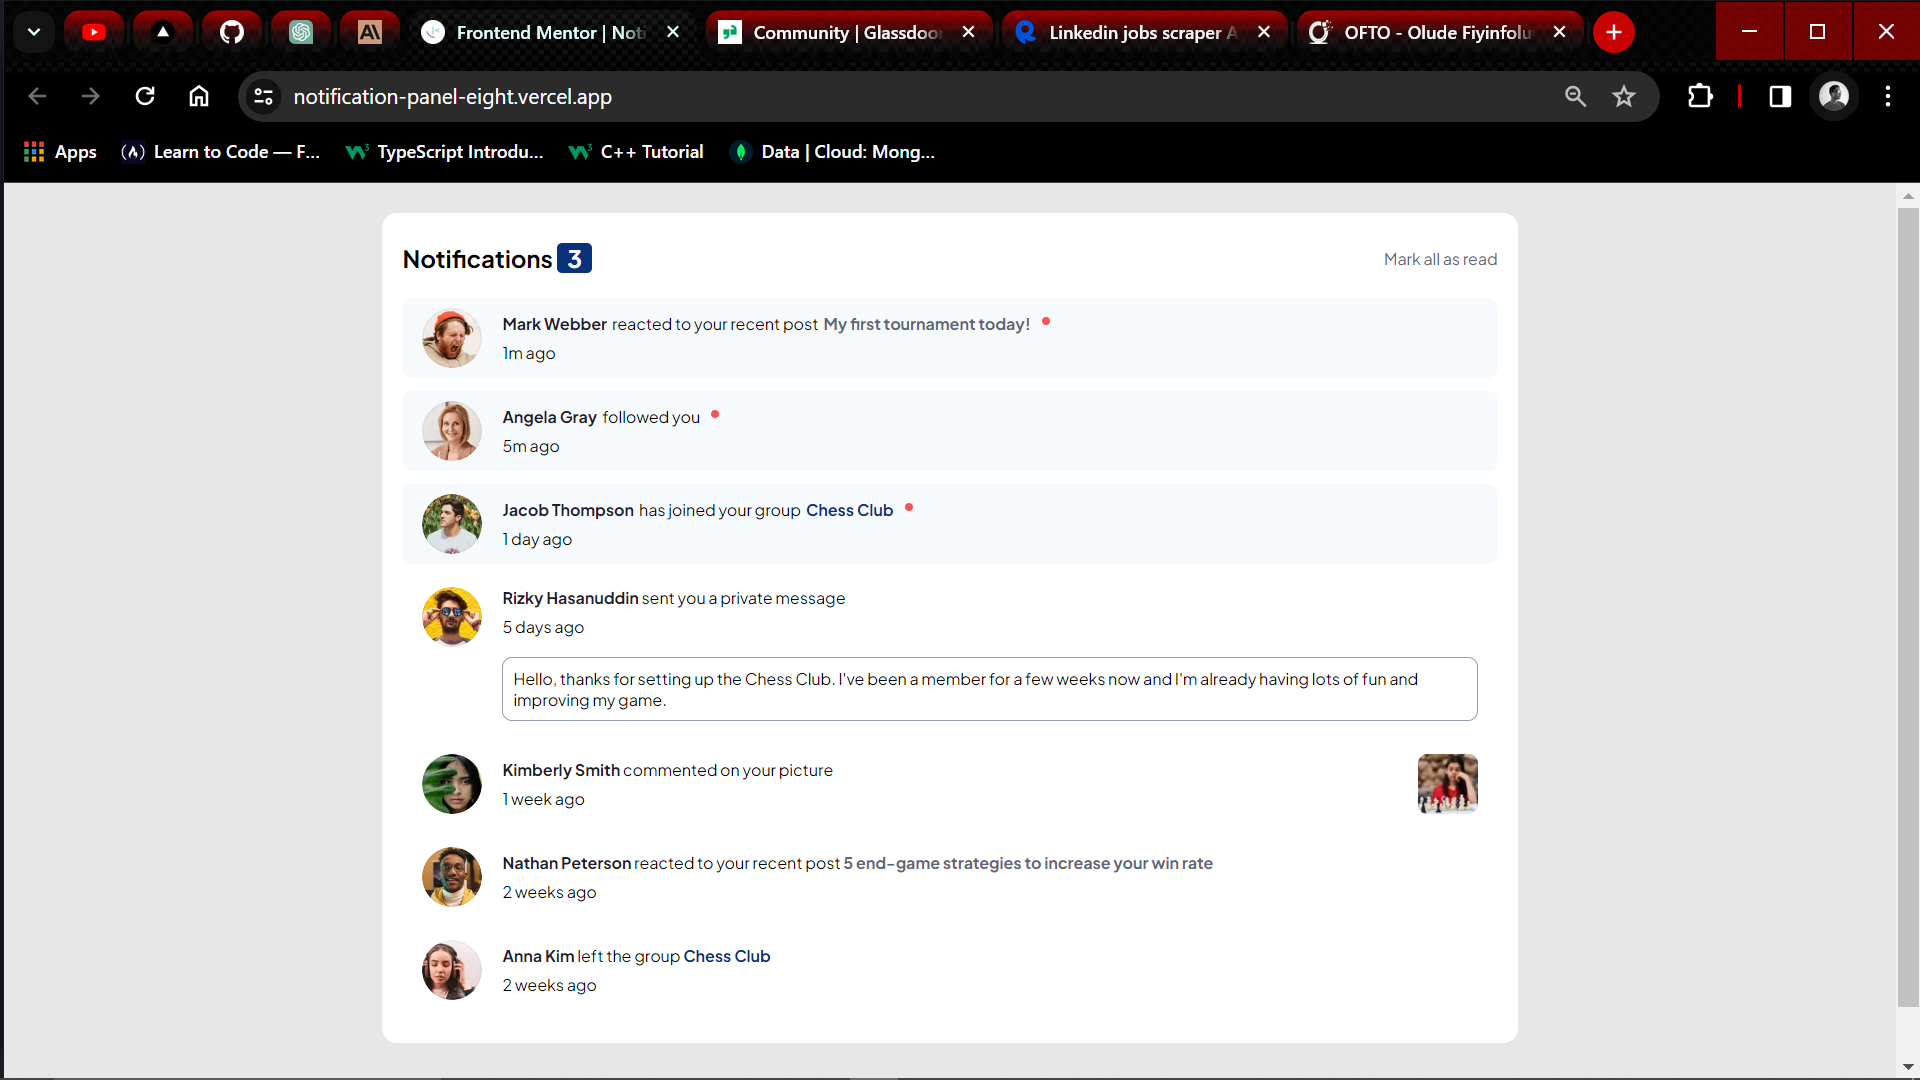 Frontend Mentor | Noti
Community | Glassdoor
Linkedin jobs scraper A
OFTO - Olude Fiyinfolu
notification-panel-eight.vercel.app
Apps
Learn to Code — F...
TypeScript Introdu...
C++ Tutorial
Data | Cloud: Mong...
Notifications 3
Mark all as read
Mark Webber reacted to your recent post My first tournament today!
1m ago
Angela Gray followed you
5m ago
Jacob Thompson has joined your group Chess Club
1 day ago
Rizky Hasanuddin sent you a private message
5 days ago
Hello, thanks for setting up the Chess Club. I've been a member for a few weeks now and I'm already having lots of fun and
improving my game.
Kimberly Smith commented on your picture
1 week ago
Nathan Peterson reacted to your recent post 5 end-game strategies to increase your win rate
2 weeks ago
Anna Kim left the group Chess Club
2 weeks ago